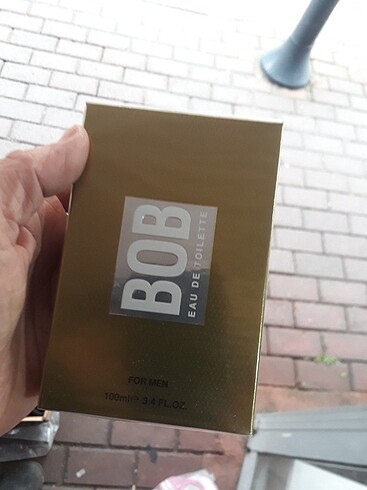 BOB
EAU DE TOILETTE
FOR MEN
100ml℮ 3.4 FL.OZ.